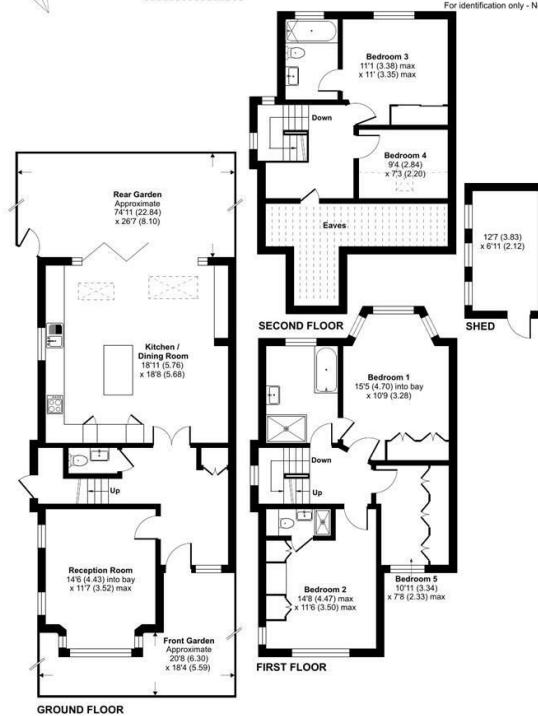 For identification only - N
Bedroom 3
11'1 (3.38) max
x 11' (3.35) max
Down
Bedroom 4
9'4 (2.84)
x 7'3 (2.20)
Eaves
SECOND FLOOR
12'7 (3.83)
x 6'11 (2.12)
SHED
Rear Garden
Approximate
74'11 (22.84)
x 26'7 (8.10)
Kitchen /
Dining Room
18'11 (5.76)
x 18'8 (5.68)
Up
Reception Room
14'6 (4.43) into bay
x 11'7 (3.52) max
Front Garden
Approximate
20'8 (6.30)
x 18'4 (5.59)
GROUND FLOOR
Bedroom 1
15'5 (4.70) into bay
x 10'9 (3.28)
Down
Up
Bedroom 2
14'8 (4.47) max
x 11'6 (3.50) max
Bedroom 5
10'11 (3.34)
x 7'8 (2.33) max
FIRST FLOOR